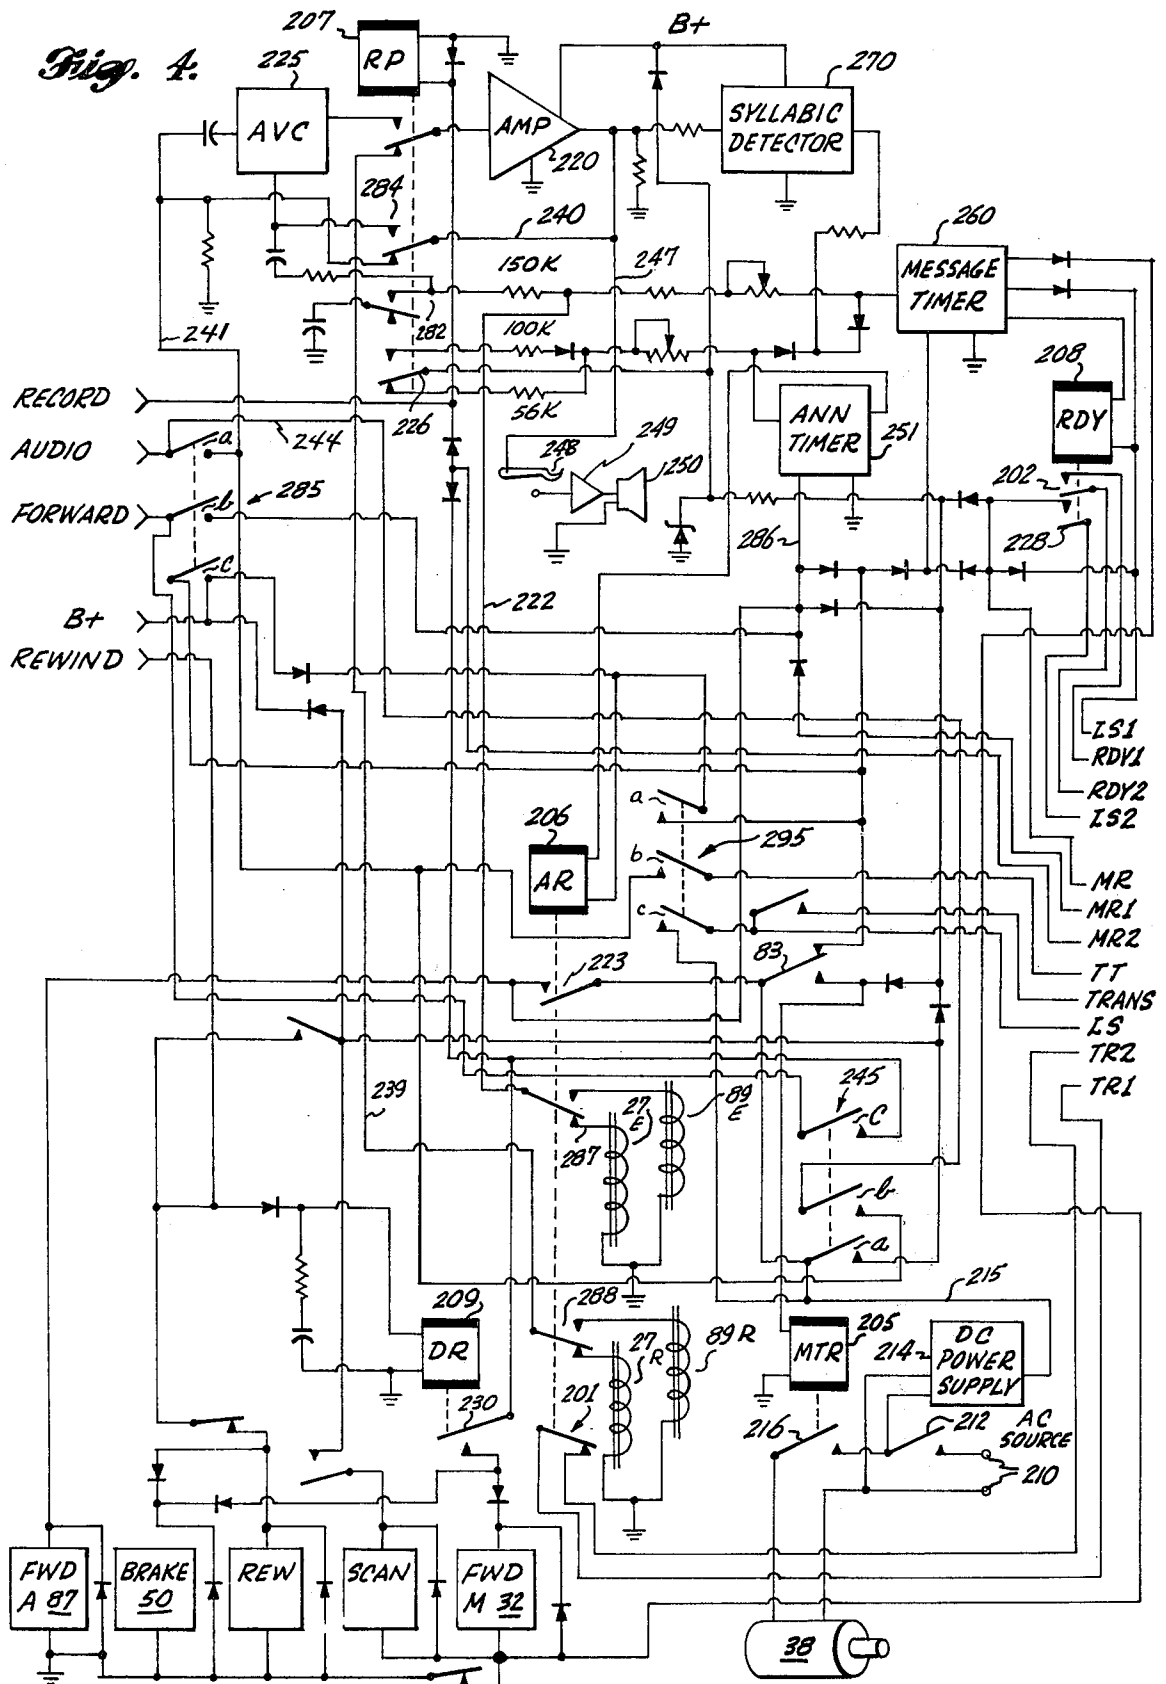 Fig. 4.
207
RP
B+
225
AVC
AMP
220
270
SYLLABIC
DETECTOR
284
240
247
260
MESSAGE
TIMER
150K
282
100K
241
56K
226
208
RDY
RECORD
244
AUDIO
a
248
249
250
ANN
TIMER
251
202
FORWARD
b
285
286
228
c
222
B+
REWIND
IS1
RDY1
RDY2
IS2
206
AR
a
295
b
c
MR
MR1
MR2
TT
TRANS
IS
TR2
TR1
223
83
239
287
27
E
89
E
245
C
b
a
215
209
DR
288
27
R
89R
MTR
205
214
DC
POWER
SUPPLY
230
201
216
212
AC
SOURCE
210
FWD
A 87
BRAKE
50
REW
SCAN
FWD
M 32
38